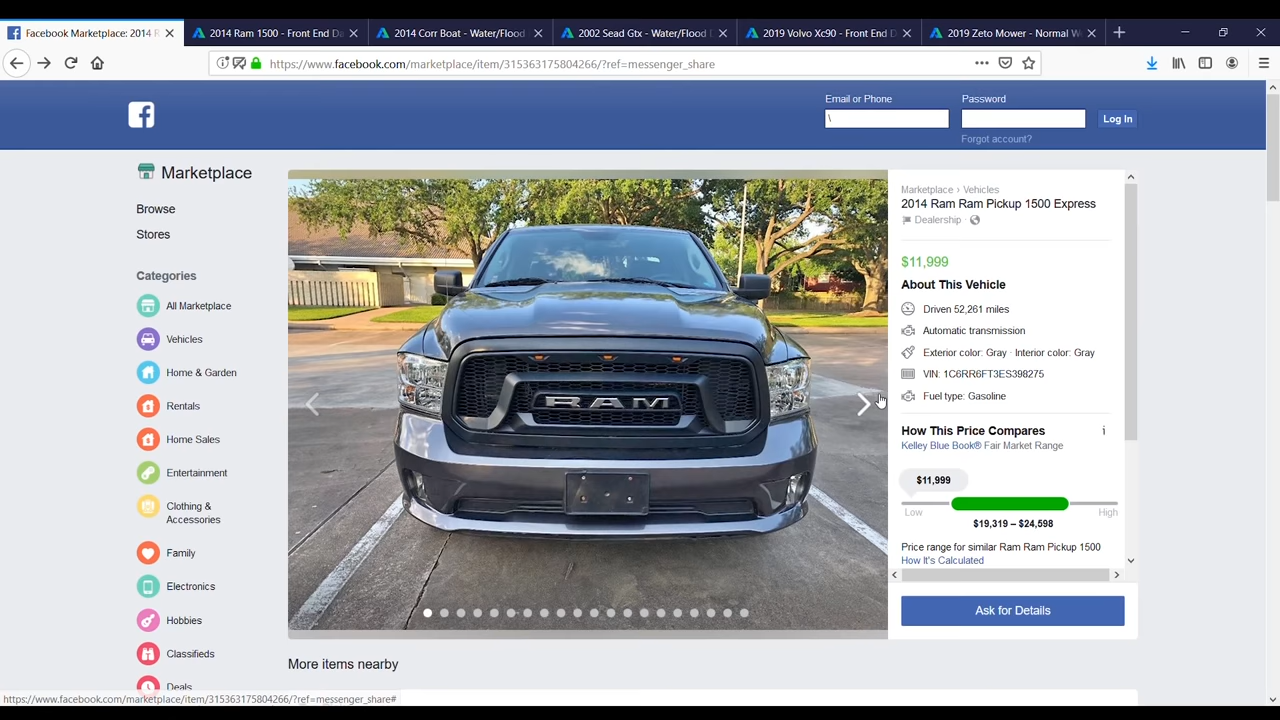 Facebook Marketplace: 2014 R
2014 Ram 1500 - Front End Da
2014 Corr Boat - Water/Flood
2002 Sead Gtx - Water/Flood D
2019 Volvo Xc90 - Front End D
2019 Zeto Mower - Normal We
https://www.facebook.com/marketplace/item/315363175804266/?ref=messenger_share
Email or Phone
Password
\
Log In
Forgot account?
Marketplace
Browse
Stores
Categories
All Marketplace
Vehicles
Home & Garden
Rentals
Home Sales
Entertainment
Clothing &
Accessories
Family
Electronics
Hobbies
Classifieds
Deals
RAM
More items nearby
Marketplace › Vehicles
2014 Ram Ram Pickup 1500 Express
Dealership ·
$11,999
About This Vehicle
Driven 52,261 miles
Automatic transmission
Exterior color: Gray · Interior color: Gray
VIN: 1C6RR6FT3ES398275
Fuel type: Gasoline
How This Price Compares
i
Kelley Blue Book® Fair Market Range
$11,999
Low
High
$19,319 – $24,598
Price range for similar Ram Ram Pickup 1500
How It's Calculated
Ask for Details
https://www.facebook.com/marketplace/item/315363175804266/?ref=messenger_share#